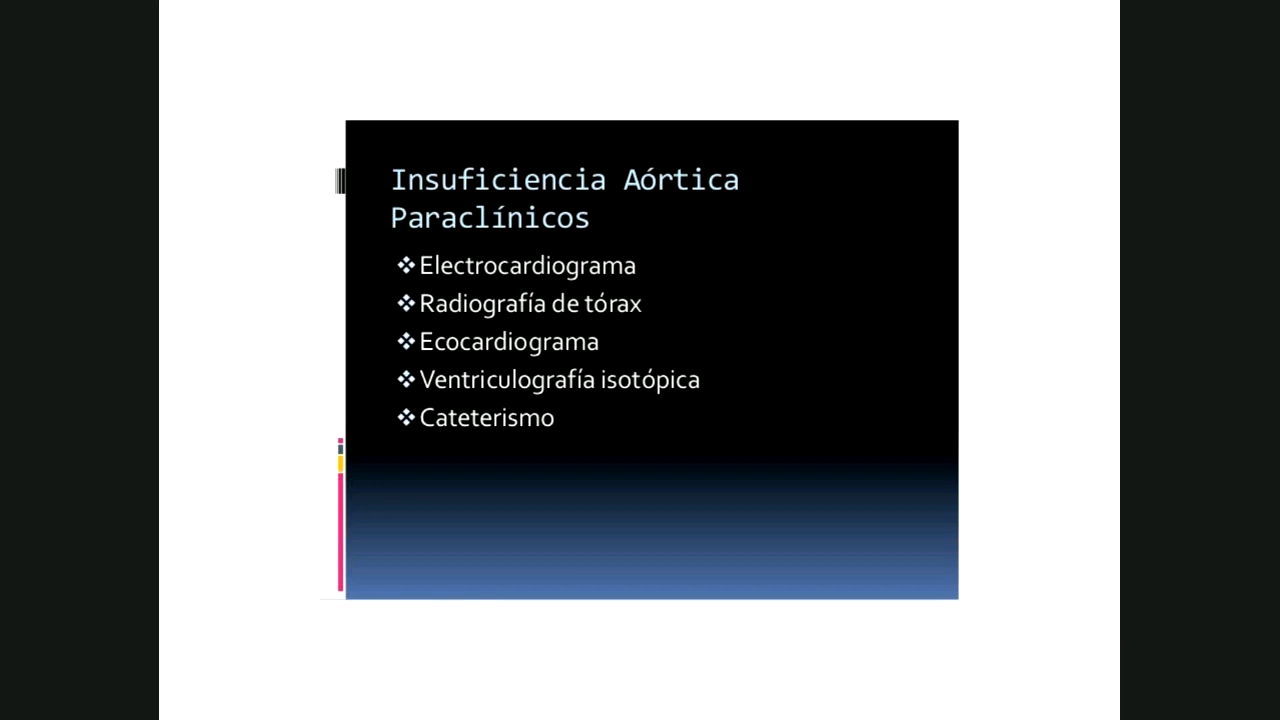 Insuficiencia Aórtica
Paraclínicos
❖Electrocardiograma
❖Radiografía de tórax
❖Ecocardiograma
❖Ventriculografía isotópica
❖Cateterismo